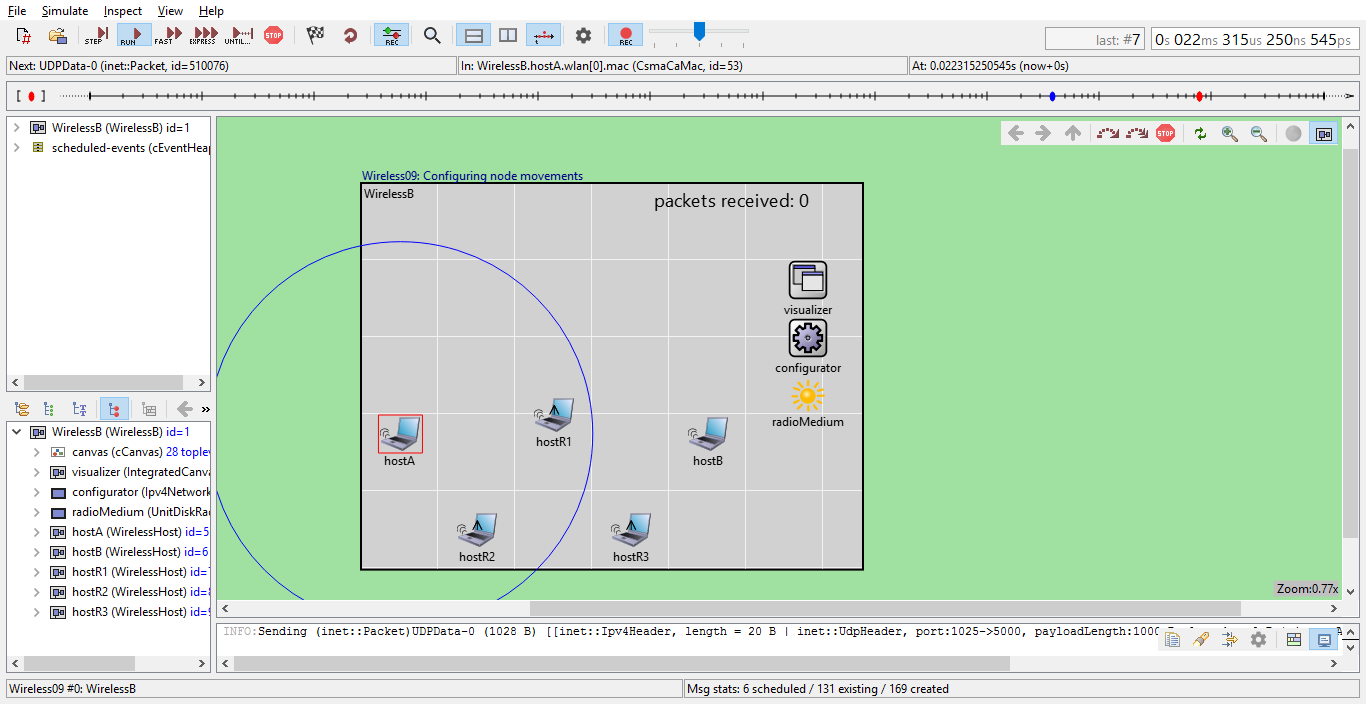 File Simulate Inspect View Help
STEP RUN FAST EXPRESS UNTIL... STOP REC REC
last: #7 0s 022ms 315us 250ns 545ps
Next: UDPData-0 (inet::Packet, id=510076) In: WirelessB.hostA.wlan[0].mac (CsmaCaMac, id=53) At: 0.022315250545s (now+0s)
WirelessB (WirelessB) id=1
scheduled-events (cEventHeap
WirelessB (WirelessB) id=1
canvas (cCanvas) 28 toplev
visualizer (IntegratedCanva
configurator (Ipv4Network
radioMedium (UnitDiskRad
hostA (WirelessHost) id=5
hostB (WirelessHost) id=6
hostR1 (WirelessHost) id=
hostR2 (WirelessHost) id=
hostR3 (WirelessHost) id=
STOP
Wireless09: Configuring node movements
WirelessB
packets received: 0
visualizer
configurator
radioMedium
hostR1
hostA
hostB
hostR2
hostR3
Zoom:0.77x
INFO:Sending (inet::Packet)UDPData-0 (1028 B) [[inet::Ipv4Header, length = 20 B | inet::UdpHeader, port:1025->5000, payloadLength:1000
Wireless09 #0: WirelessB
Msg stats: 6 scheduled / 131 existing / 169 created